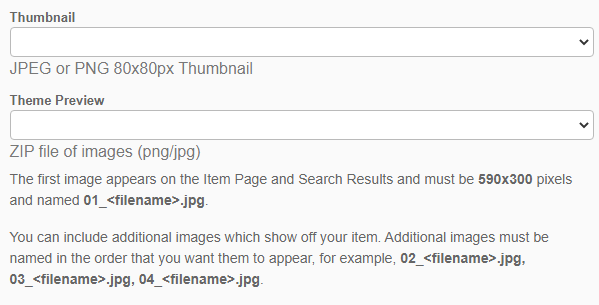 Thumbnail
JPEG or PNG 80x80px Thumbnail
Theme Preview
ZIP file of images (png/jpg)
The first image appears on the Item Page and Search Results and must be 590x300 pixels
and named 01_<filename>.jpg.
You can include additional images which show off your item. Additional images must be
named in the order that you want them to appear, for example, 02_<filename>.jpg,
03_<filename>.jpg, 04_<filename>.jpg.